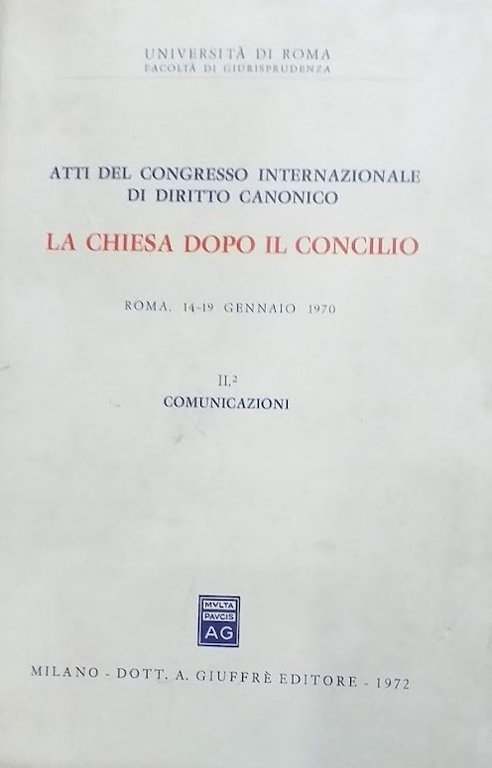 UNIVERSITÀ DI ROMA
FACOLTÀ DI GIURISPRUDENZA
ATTI DEL CONGRESSO INTERNAZIONALE
DI DIRITTO CANONICO
LA CHIESA DOPO IL CONCILIO
ROMA, 14-19 GENNAIO 1970
II.²
COMUNICAZIONI
MVLTA
PAVCIS
AG
MILANO - DOTT. A. GIUFFRÈ EDITORE - 1972